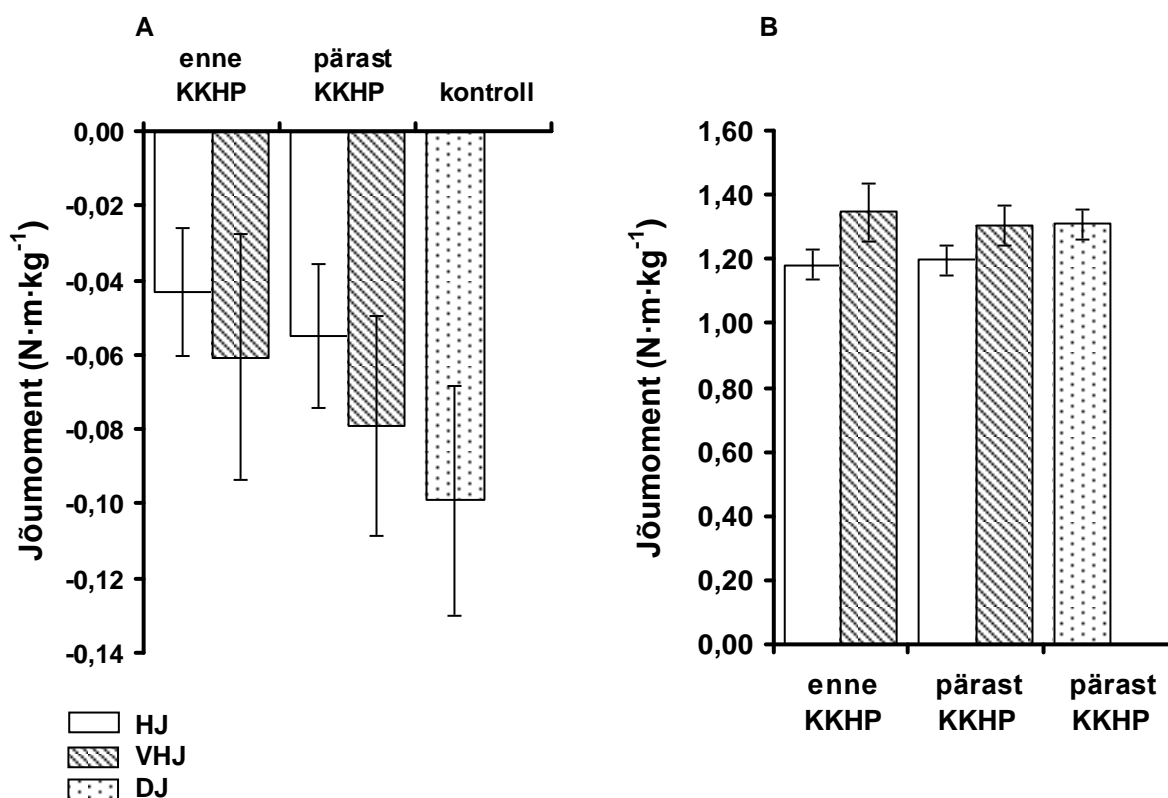 A
enne KKHP
pärast KKHP
kontroll
0,00
-0,02
-0,04
-0,06
-0,08
-0,10
-0,12
-0,14
Jõumoment (N·m·kg-1)
HJ
VHJ
DJ
B
1,60
1,40
1,20
1,00
0,80
0,60
0,40
0,20
0,00
Jõumoment (N·m·kg-1)
enne KKHP
pärast KKHP
pärast KKHP